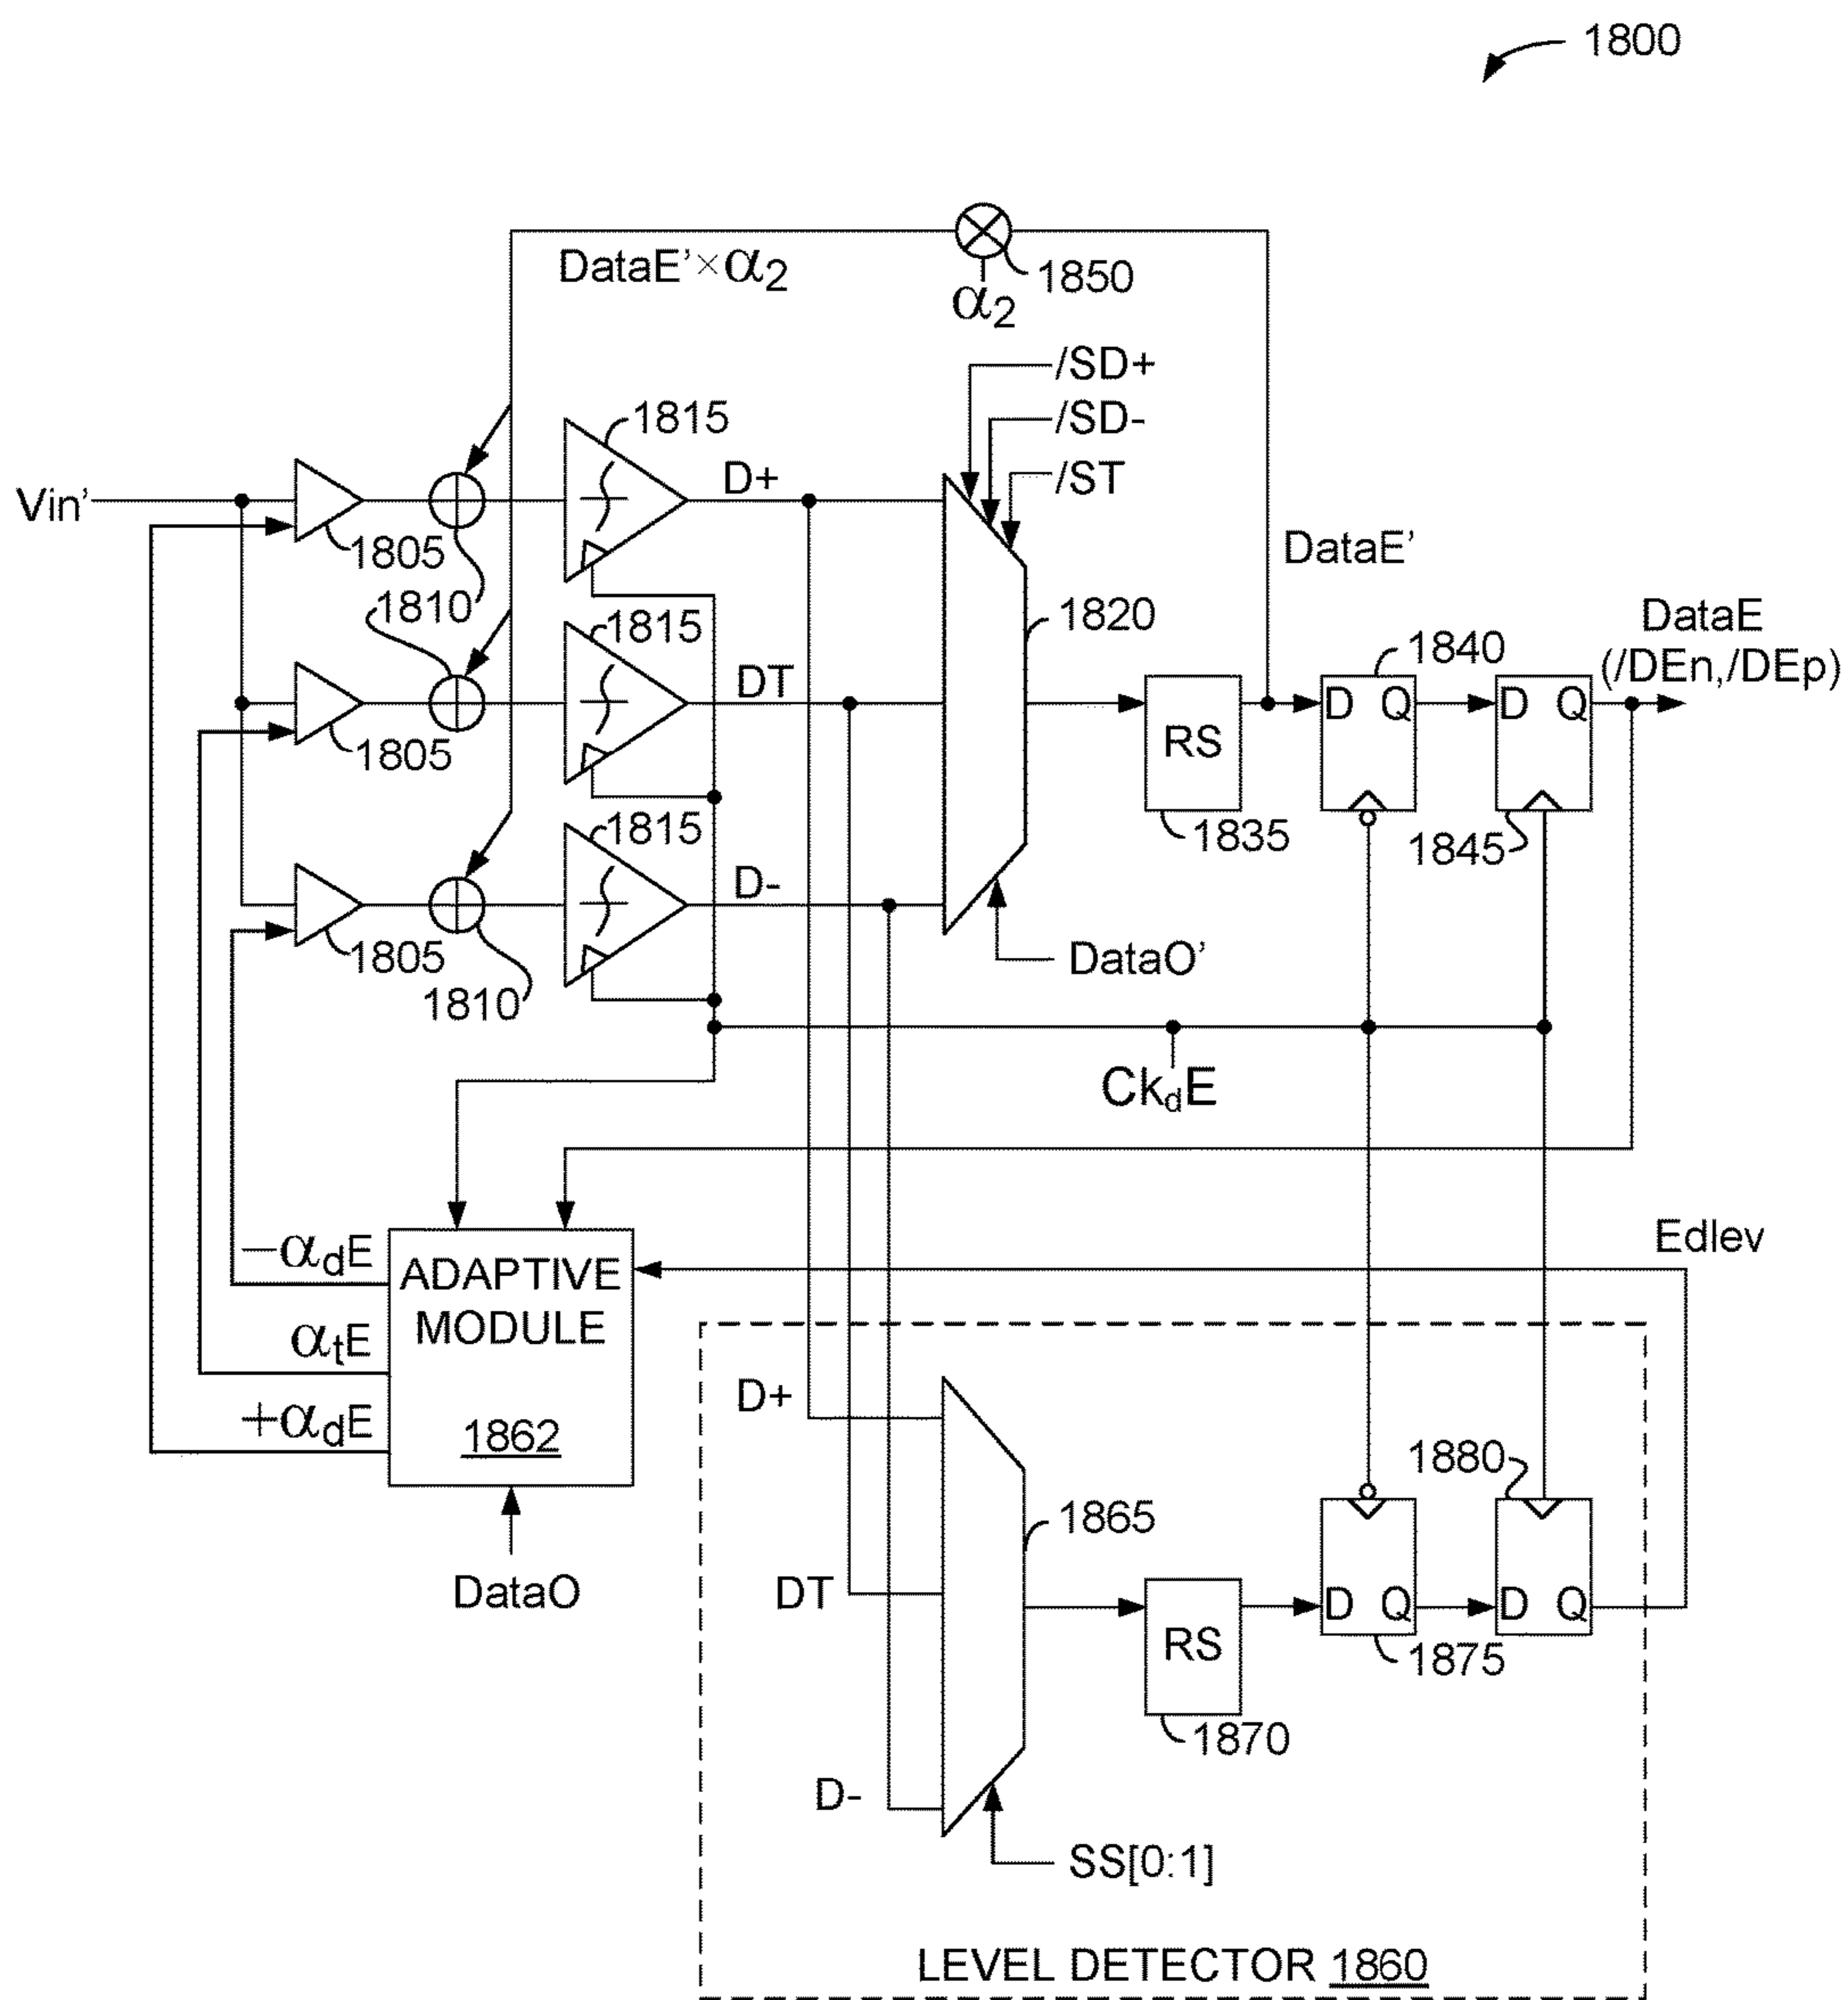 1800
DataE'×α2
α2
1850
/SD+
/SD-
/ST
1815
D+
Vin'
1805
1810
DataE'
1815
DT
1820
1840
DataE
(/DEn,/DEp)
D Q
D Q
RS
1805
1835
1845
1815
D-
1805
1810
DataO'
CkdE
Edlev
−αdE
αtE
+αdE
ADAPTIVE
MODULE
1862
DataO
D+
DT
D-
1865
1880
RS
D Q
D Q
1875
1870
SS[0:1]
LEVEL DETECTOR 1860